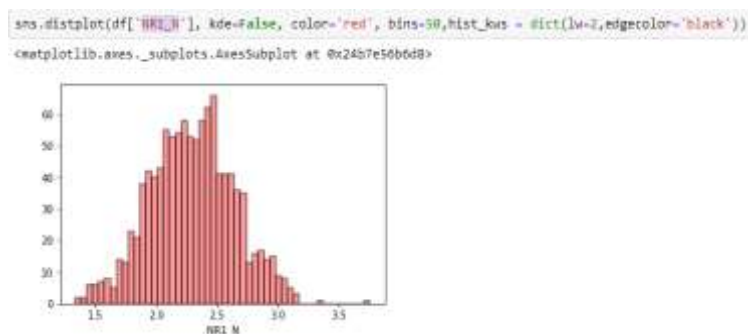 sns.distplot(df['NR1_N'], kde=False, color='red', bins=50,hist_kws = dict(lw=2,edgecolor='black'))
<matplotlib.axes._subplots.AxesSubplot at 0x24b7e56b6d8>
60
50
40
30
20
10
0
1.5 2.0 2.5 3.0 3.5
NR1_N